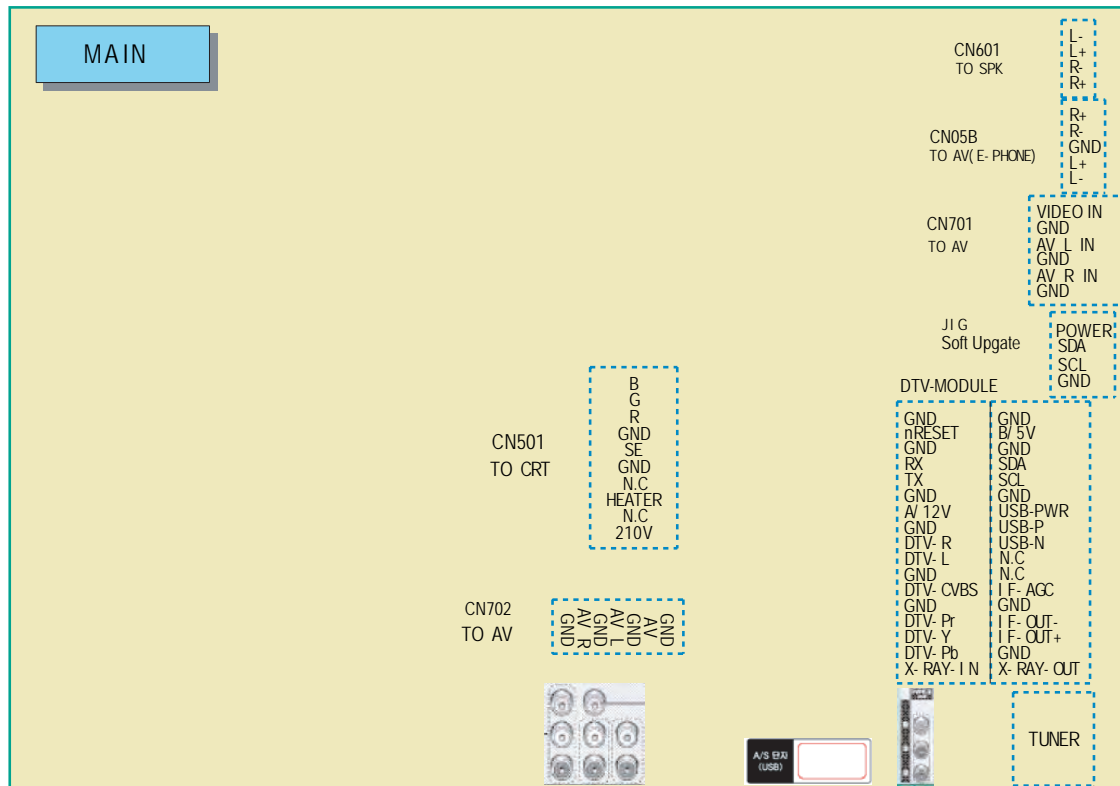 MAIN
CN601
TO SPK
L-
L+
R-
R+
CN05B
TO AV(E-PHONE)
R+
R-
GND
L+
L-
CN701
TO AV
VIDEO IN
GND
AV L IN
GND
AV R IN
GND
JIG
Soft Upgate
POWER
SDA
SCL
GND
CN501
TO CRT
B
G
R
GND
SE
GND
N.C
HEATER
N.C
210V
DTV-MODULE
GND
nRESET
GND
RX
TX
GND
A/12V
GND
DTV-R
DTV-L
GND
DTV-CVBS
GND
DTV-Pr
DTV-Y
DTV-Pb
X-RAY-IN
GND
B/5V
GND
SDA
SCL
GND
USB-PWR
USB-P
USB-N
N.C
N.C
IF-AGC
GND
IF-OUT-
IF-OUT+
GND
X-RAY-OUT
CN702
TO AV
GND
AV R
GND
AV L
GND
AV
GND
A/S 단자
(USB)
TUNER